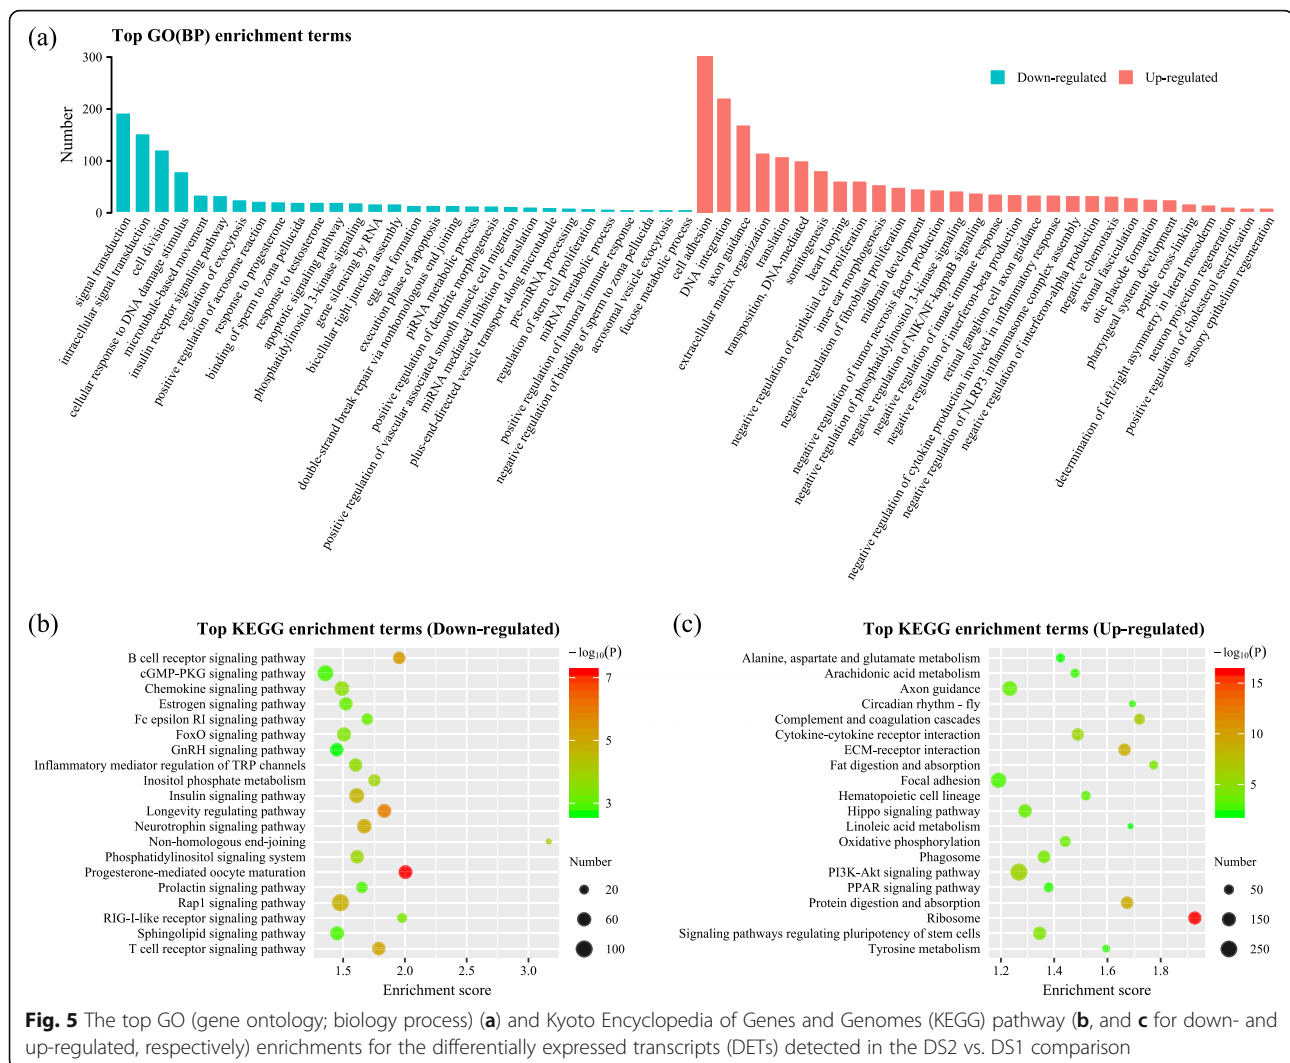 (a)
Top GO(BP) enrichment terms
Down-regulated
Up-regulated
Number
300
200
100
0
signal transduction
intracellular signal transduction
cell division
cellular response to DNA damage stimulus
microtubule-based movement
insulin receptor signaling pathway
regulation of exocytosis
positive regulation of acrosome reaction
response to progesterone
binding of sperm to zona pellucida
response to testosterone
apoptotic signaling pathway
phosphatidylinositol 3-kinase signaling
gene silencing by RNA
bicellular tight junction assembly
egg coat formation
execution phase of apoptosis
double-strand break repair via nonhomologous end joining
piRNA metabolic process
positive regulation of dendrite morphogenesis
positive regulation of vascular associated smooth muscle cell migration
miRNA mediated inhibition of translation
plus-end-directed vesicle transport along microtubule
pre-miRNA processing
regulation of stem cell proliferation
miRNA metabolic process
positive regulation of humoral immune response
negative regulation of binding of sperm to zona pellucida
acrosomal vesicle exocytosis
fucose metabolic process
cell adhesion
DNA integration
axon guidance
extracellular matrix organization
translation
transposition, DNA-mediated
somitogenesis
heart looping
negative regulation of epithelial cell proliferation
inner ear morphogenesis
negative regulation of fibroblast proliferation
midbrain development
negative regulation of tumor necrosis factor production
negative regulation of phosphatidylinositol 3-kinase signaling
negative regulation of NIK/NF-kappaB signaling
negative regulation of innate immune response
negative regulation of interferon-beta production
retinal ganglion cell axon guidance
negative regulation of cytokine production involved in inflammatory response
negative regulation of NLRP3 inflammasome complex assembly
negative regulation of interferon-alpha production
negative chemotaxis
axonal fasciculation
otic placode formation
pharyngeal system development
peptide cross-linking
determination of left/right asymmetry in lateral mesoderm
neuron projection regeneration
positive regulation of cholesterol esterification
sensory epithelium regeneration
(b)
Top KEGG enrichment terms (Down-regulated)
B cell receptor signaling pathway
cGMP-PKG signaling pathway
Chemokine signaling pathway
Estrogen signaling pathway
Fc epsilon RI signaling pathway
FoxO signaling pathway
GnRH signaling pathway
Inflammatory mediator regulation of TRP channels
Inositol phosphate metabolism
Insulin signaling pathway
Longevity regulating pathway
Neurotrophin signaling pathway
Non-homologous end-joining
Phosphatidylinositol signaling system
Progesterone-mediated oocyte maturation
Prolactin signaling pathway
Rap1 signaling pathway
RIG-I-like receptor signaling pathway
Sphingolipid signaling pathway
T cell receptor signaling pathway
1.5 2.0 2.5 3.0
Enrichment score
−log10(P)
7
5
3
Number
20
60
100
(c)
Top KEGG enrichment terms (Up-regulated)
Alanine, aspartate and glutamate metabolism
Arachidonic acid metabolism
Axon guidance
Circadian rhythm - fly
Complement and coagulation cascades
Cytokine-cytokine receptor interaction
ECM-receptor interaction
Fat digestion and absorption
Focal adhesion
Hematopoietic cell lineage
Hippo signaling pathway
Linoleic acid metabolism
Oxidative phosphorylation
Phagosome
PI3K-Akt signaling pathway
PPAR signaling pathway
Protein digestion and absorption
Ribosome
Signaling pathways regulating pluripotency of stem cells
Tyrosine metabolism
1.2 1.4 1.6 1.8
Enrichment score
−log10(P)
15
10
5
Number
50
150
250
Fig. 5 The top GO (gene ontology; biology process) (a) and Kyoto Encyclopedia of Genes and Genomes (KEGG) pathway (b, and c for down- and
up-regulated, respectively) enrichments for the differentially expressed transcripts (DETs) detected in the DS2 vs. DS1 comparison